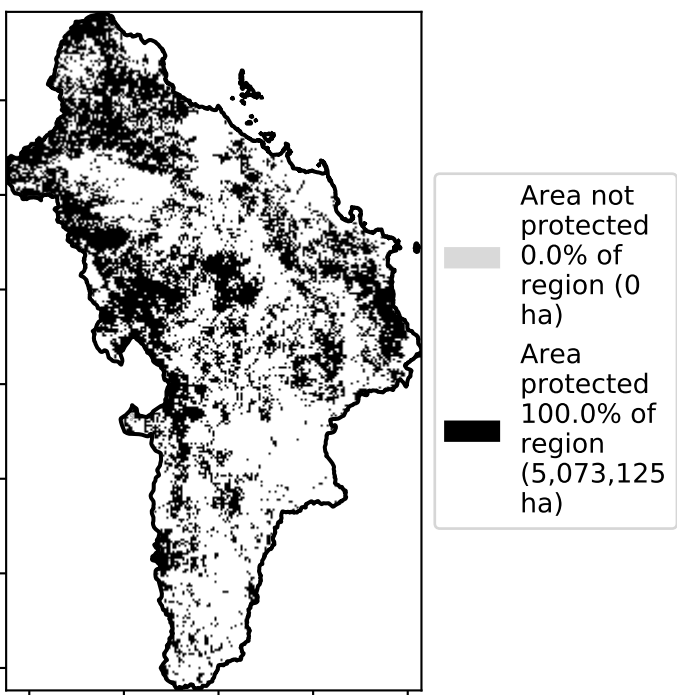 Area not
protected
0.0% of
region (0
ha)
Area
protected
100.0% of
region
(5,073,125
ha)